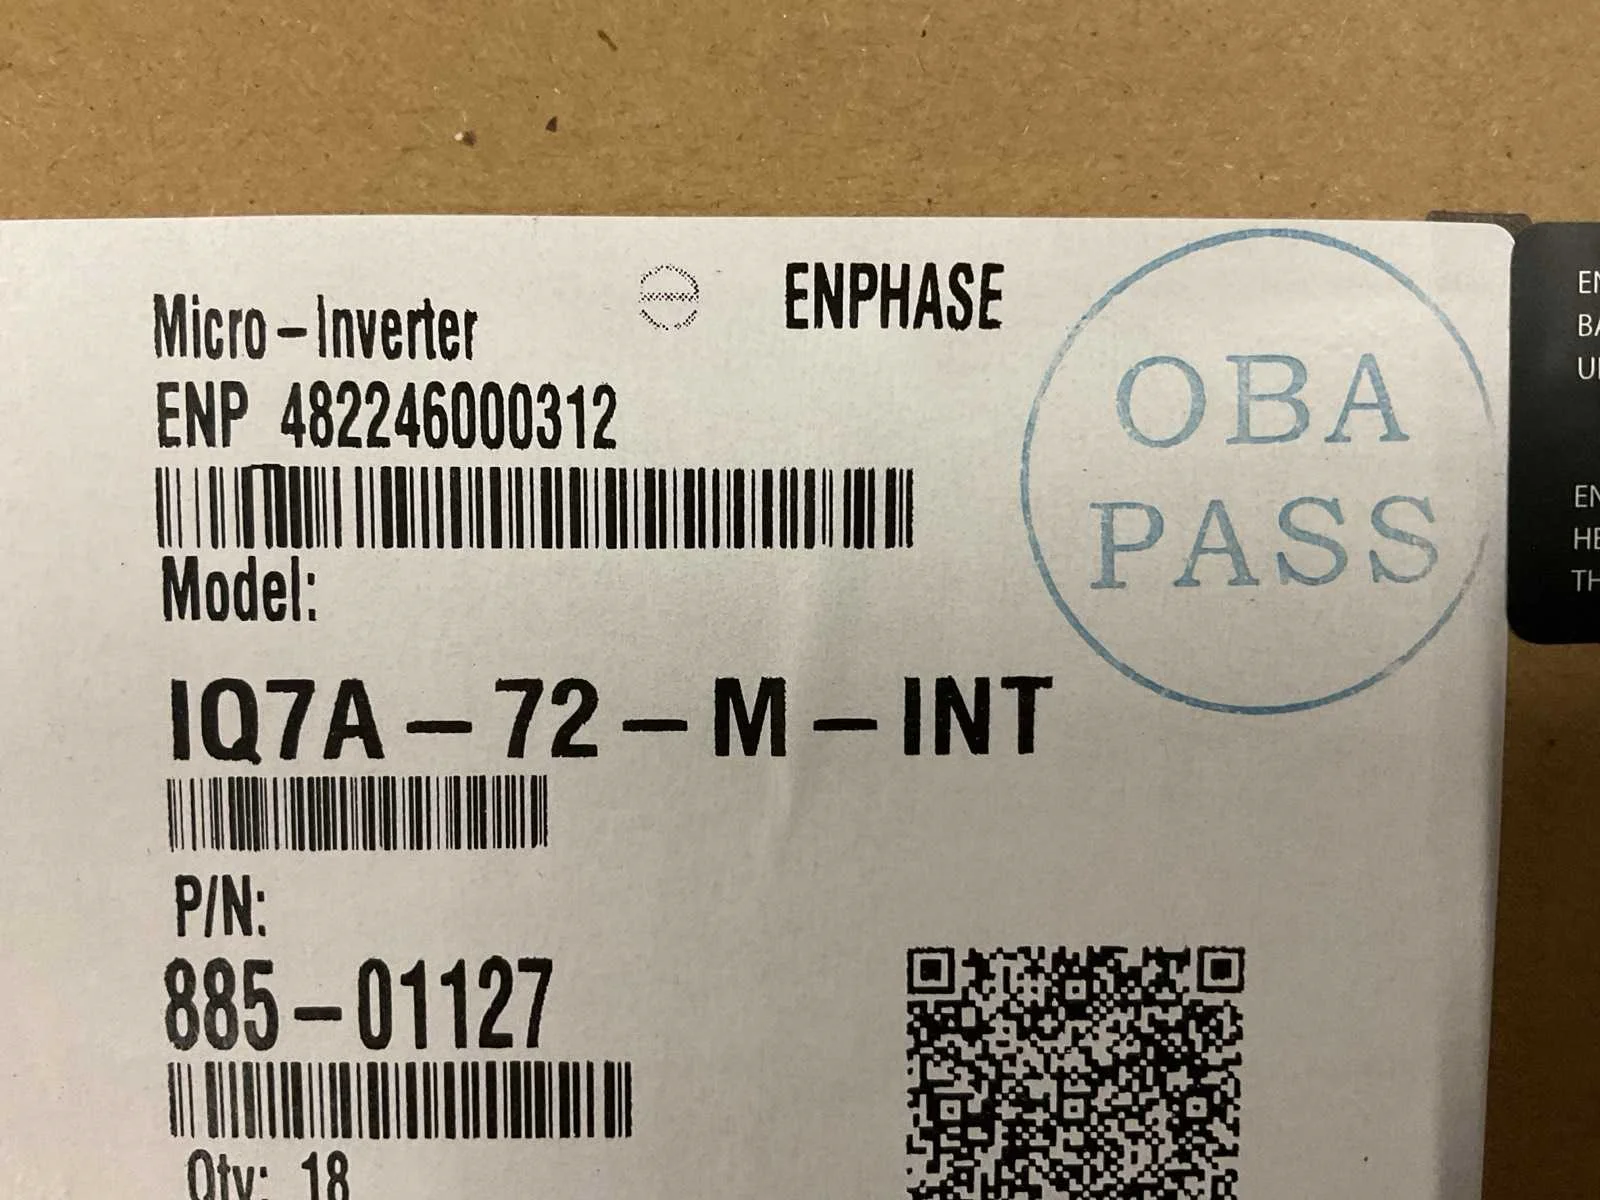 Micro-Inverter
ENPHASE
ENP 482246000312
Model:
IQ7A-72-M-INT
P/N:
885-01127
Qty: 18
OBA
PASS